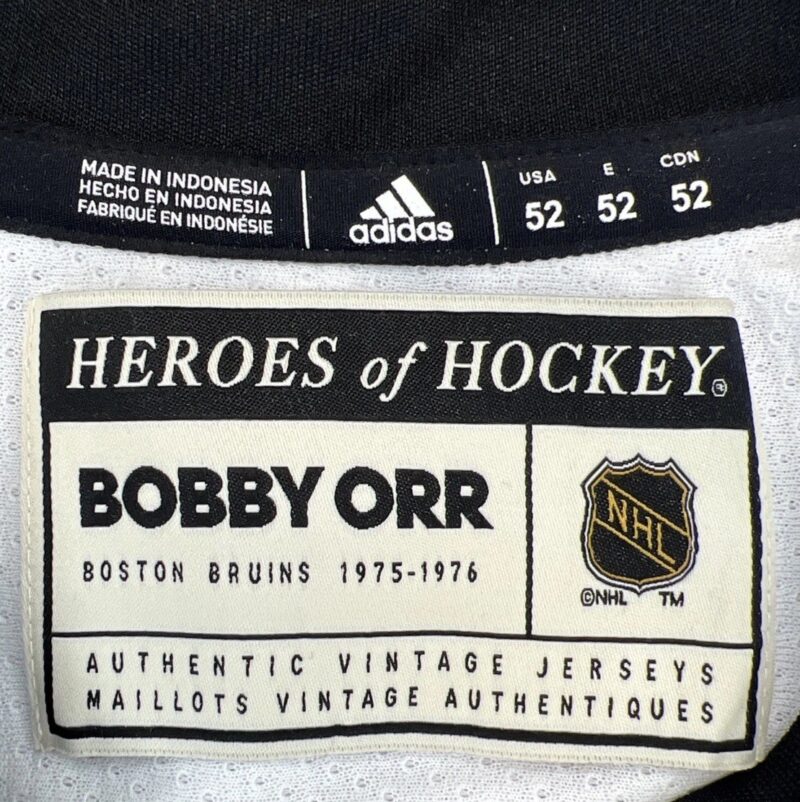 MADE IN INDONESIA
HECHO EN INDONESIA
FABRIQUÉ EN INDONÉSIE
adidas
USA E CDN
52 52 52
HEROES of HOCKEY
BOBBY ORR
BOSTON BRUINS 1975-1976
NHL
©NHL TM
AUTHENTIC VINTAGE JERSEYS
MAILLOTS VINTAGE AUTHENTIQUES